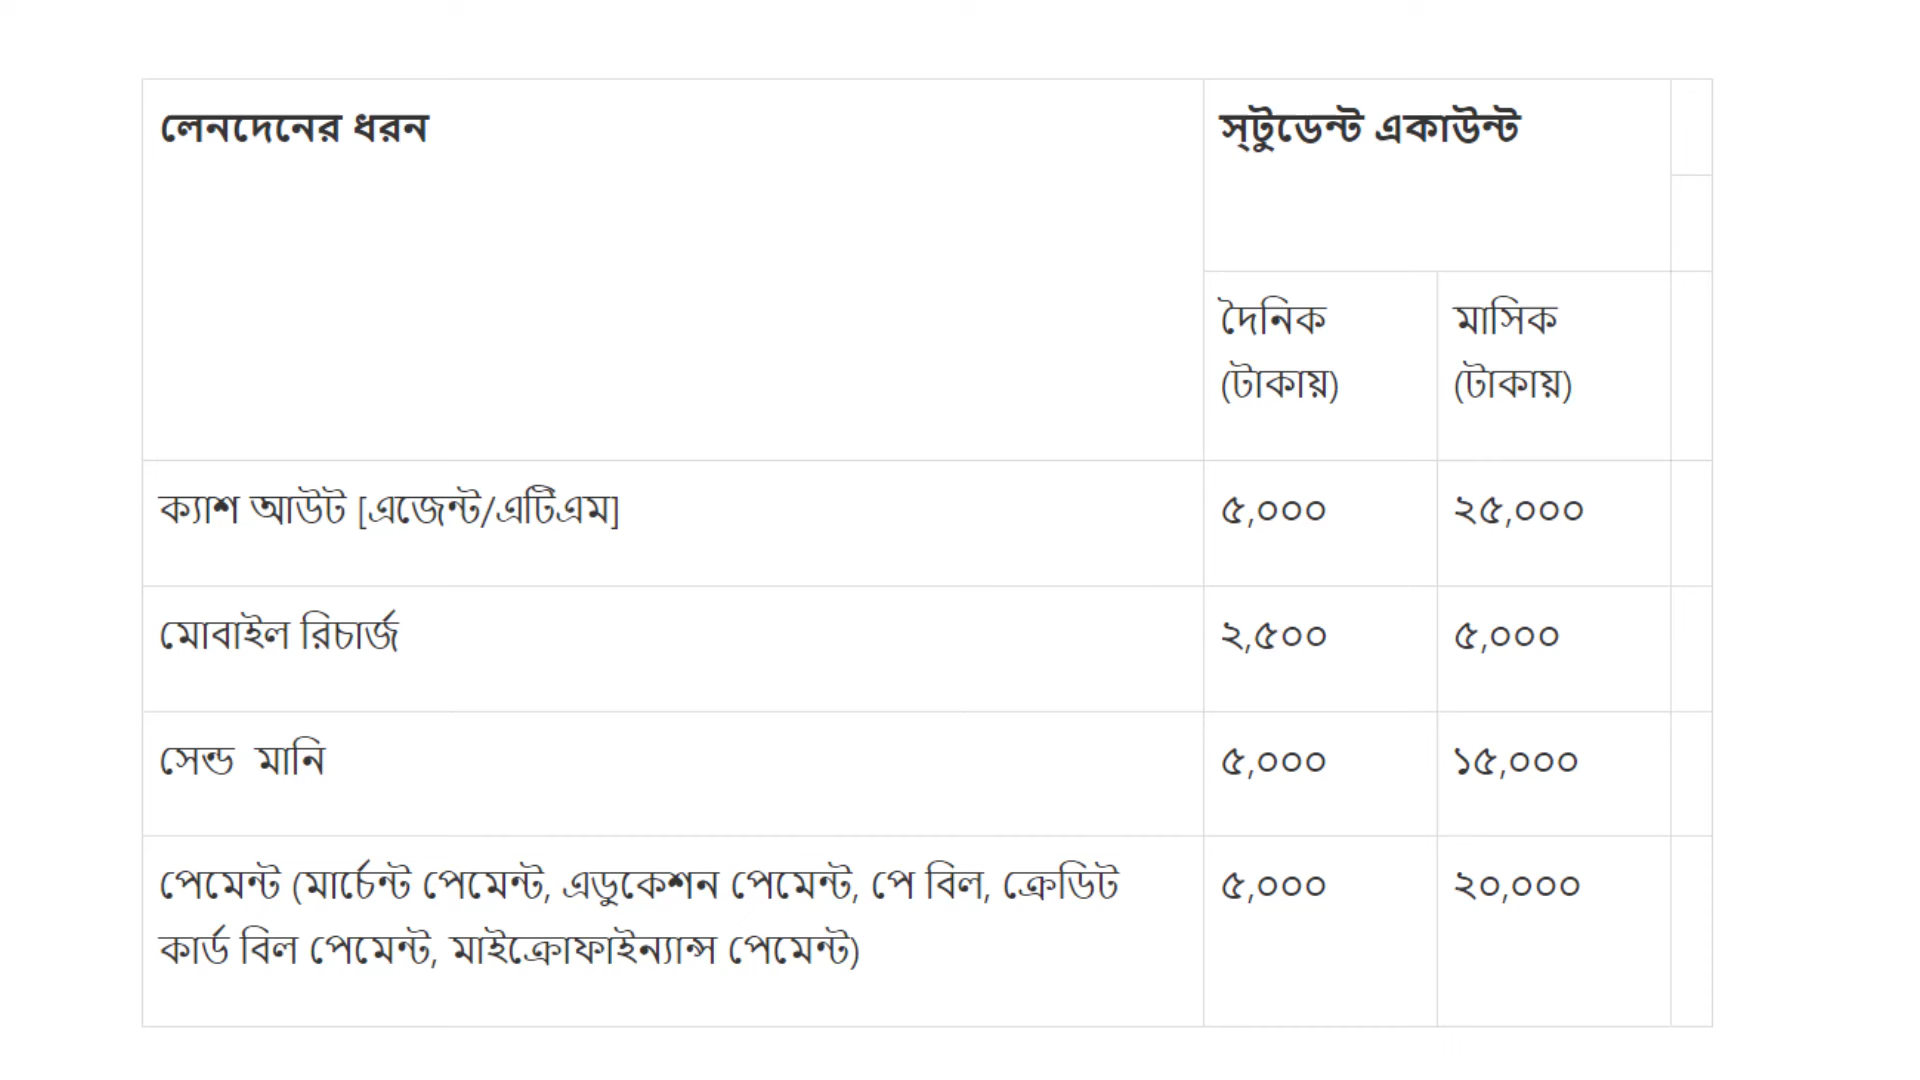 লেনদেনের ধরন
স্টুডেন্ট একাউন্ট
দৈনিক
(টাকায়)
মাসিক
(টাকায়)
ক্যাশ আউট [এজেন্ট/এটিএম]
৫,০০০
২৫,০০০
মোবাইল রিচার্জ
২,৫০০
৫,০০০
সেন্ড মানি
৫,০০০
১৫,০০০
পেমেন্ট (মার্চেন্ট পেমেন্ট, এডুকেশন পেমেন্ট, পে বিল, ক্রেডিট
কার্ড বিল পেমেন্ট, মাইক্রোফাইন্যান্স পেমেন্ট)
৫,০০০
২০,০০০